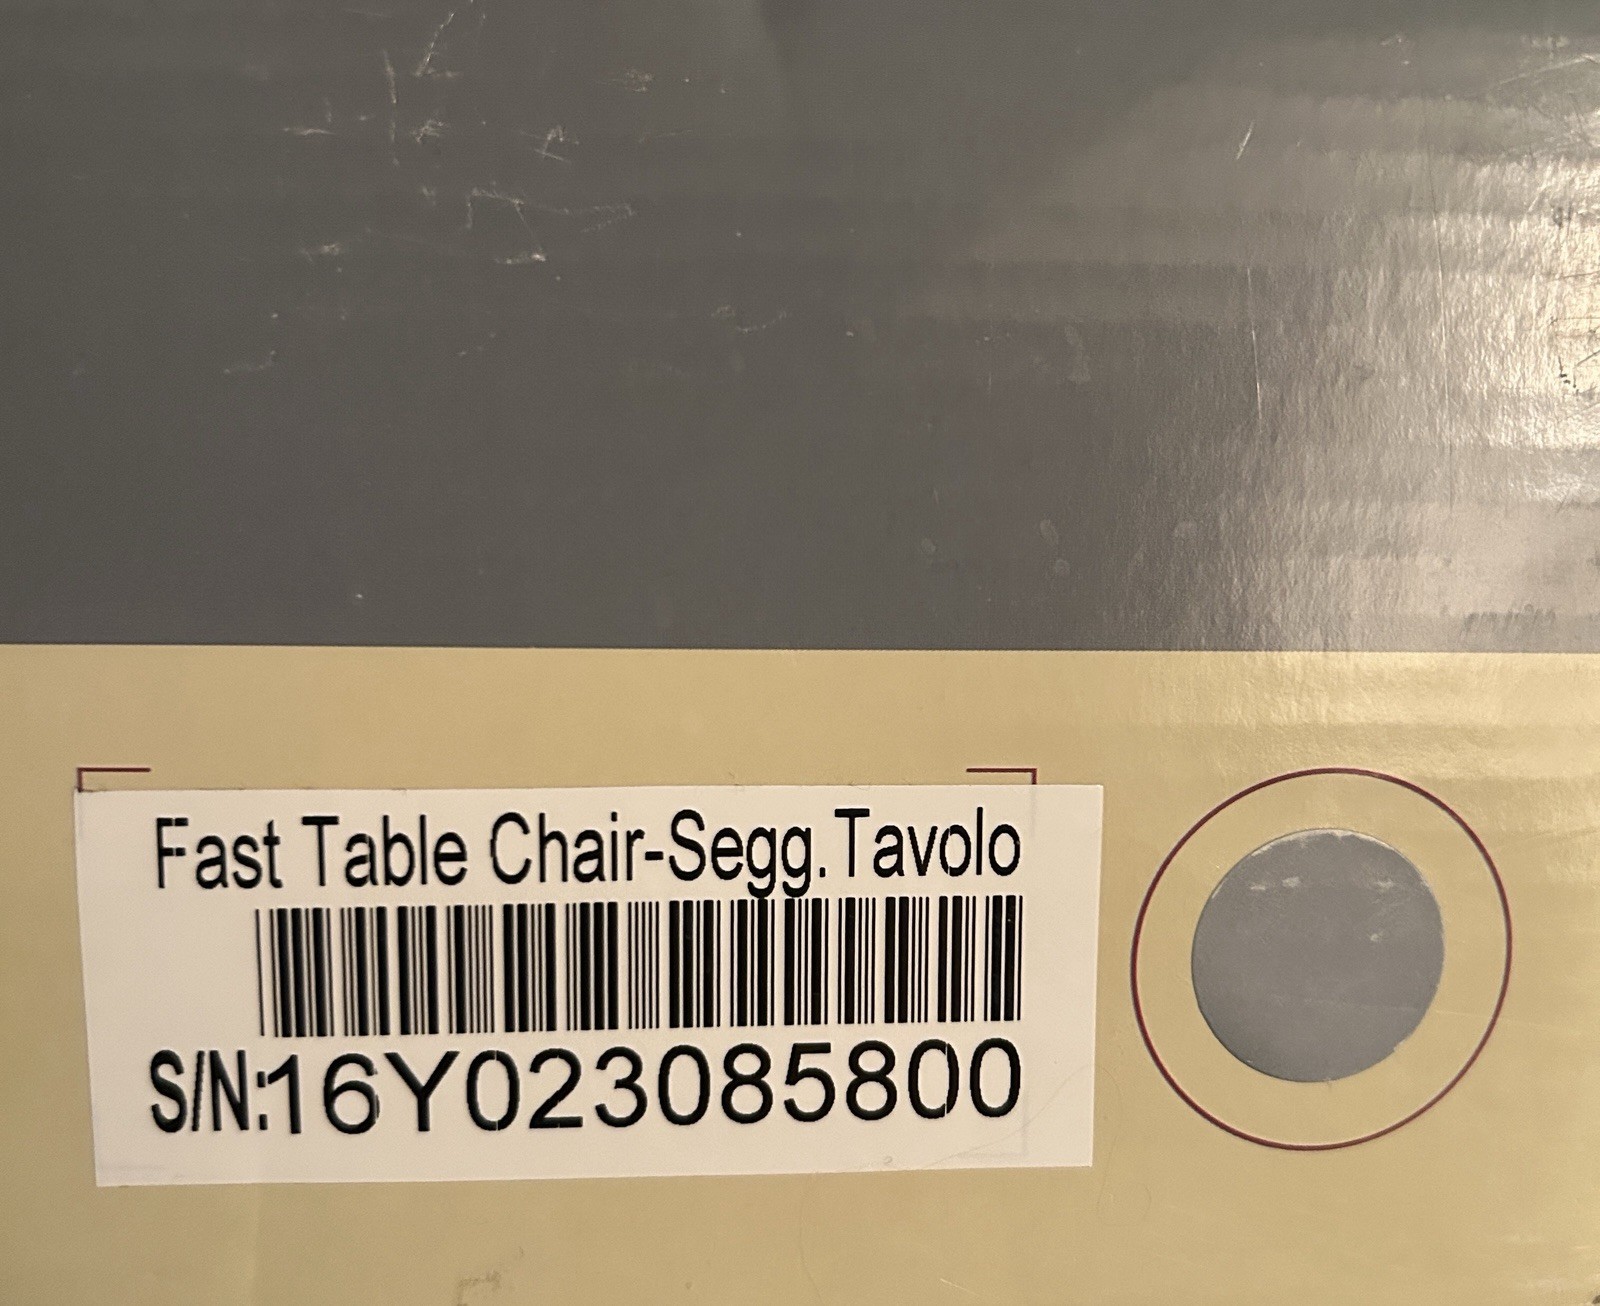 Fast Table Chair-Segg.Tavolo
S/N:16Y023085800